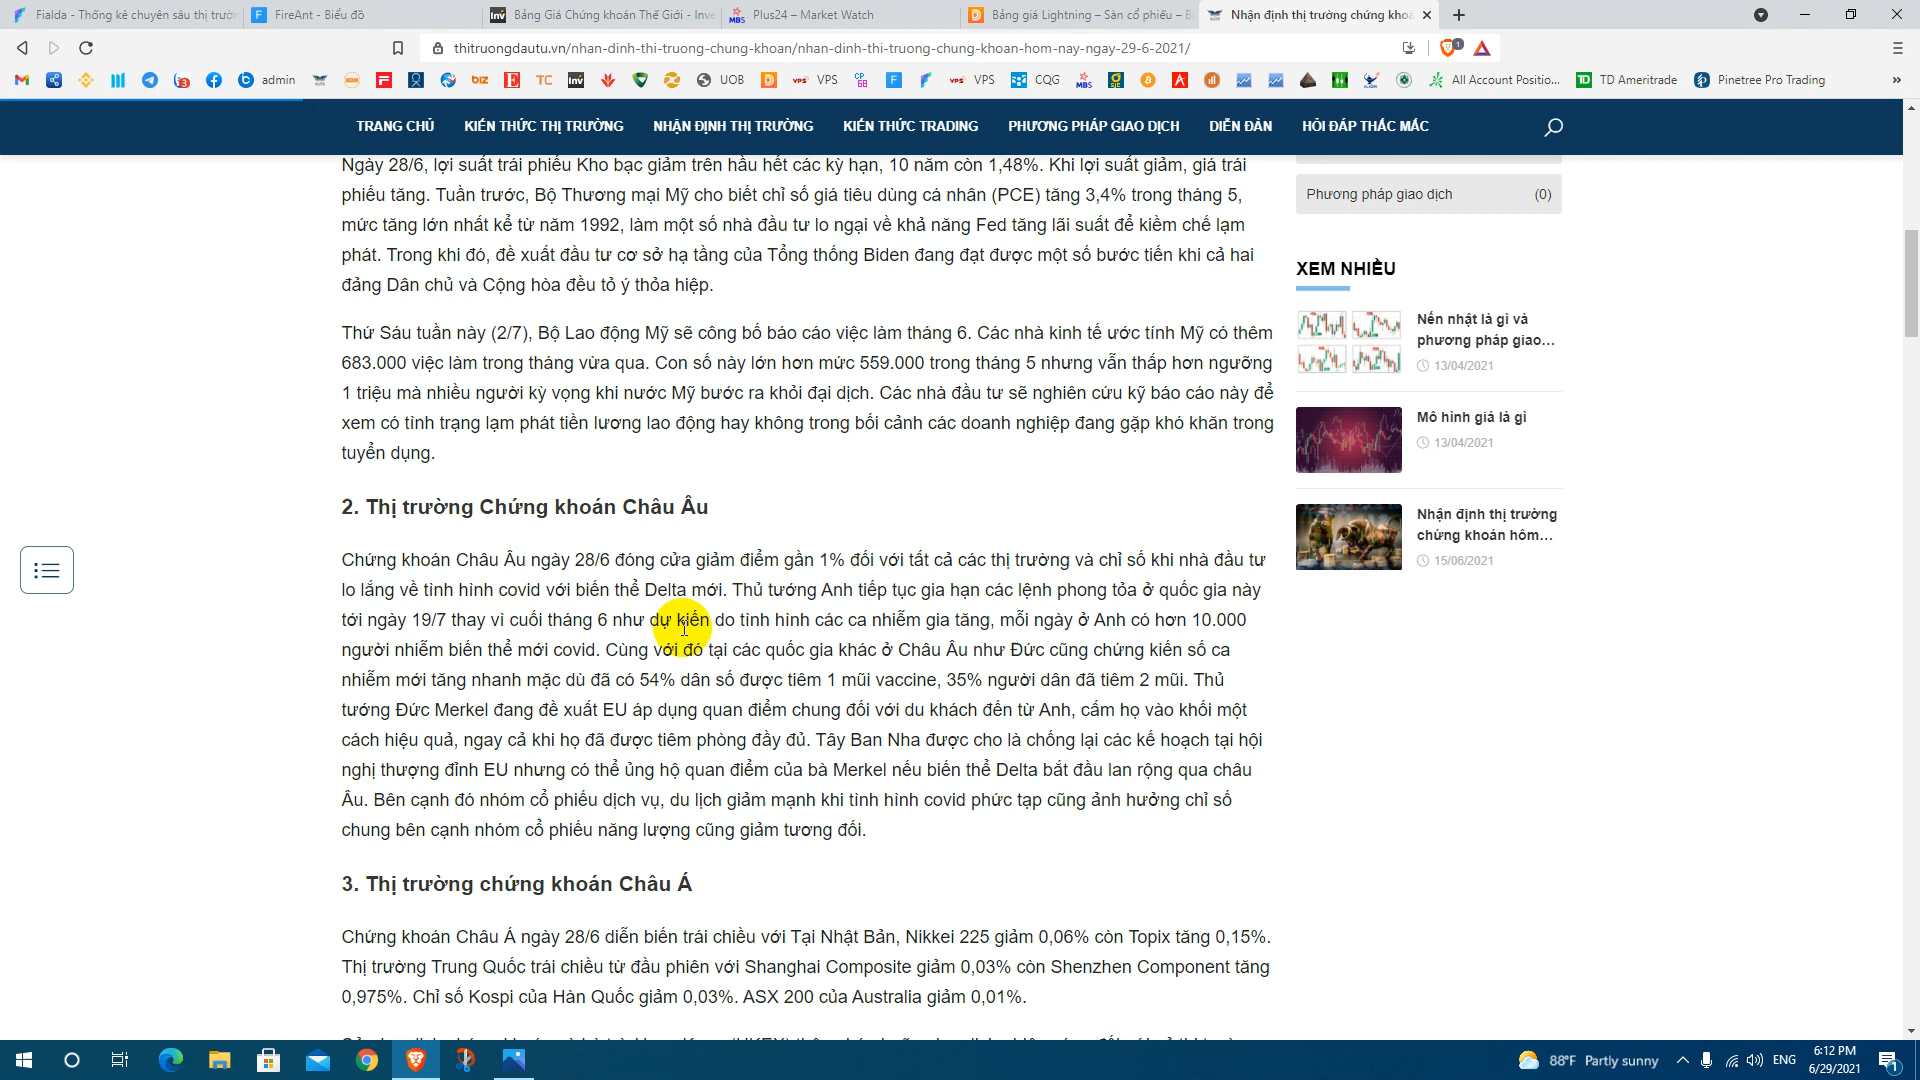 Fialda - Thống kê chuyên sâu thị trườn
FireAnt - Biểu đồ
Bảng Giá Chứng khoán Thế Giới - Inve
Plus24 – Market Watch
Bảng giá Lightning – Sàn cổ phiếu – B
Nhận định thị trường chứng khoá
thitruongdautu.vn/nhan-dinh-thi-truong-chung-khoan/nhan-dinh-thi-truong-chung-khoan-hom-nay-ngay-29-6-2021/
admin
UOB
VPS
VPS
CQG
All Account Positio...
TD Ameritrade
Pinetree Pro Trading
TRANG CHỦ
KIẾN THỨC THỊ TRƯỜNG
NHẬN ĐỊNH THỊ TRƯỜNG
KIẾN THỨC TRADING
PHƯƠNG PHÁP GIAO DỊCH
DIỄN ĐÀN
HỎI ĐÁP THẮC MẮC
Ngày 28/6, lợi suất trái phiếu Kho bạc giảm trên hầu hết các kỳ hạn, 10 năm còn 1,48%. Khi lợi suất giảm, giá trái
phiếu tăng. Tuần trước, Bộ Thương mại Mỹ cho biết chỉ số giá tiêu dùng cá nhân (PCE) tăng 3,4% trong tháng 5,
mức tăng lớn nhất kể từ năm 1992, làm một số nhà đầu tư lo ngại về khả năng Fed tăng lãi suất để kiềm chế lạm
phát. Trong khi đó, đề xuất đầu tư cơ sở hạ tầng của Tổng thống Biden đang đạt được một số bước tiến khi cả hai
đảng Dân chủ và Cộng hòa đều tỏ ý thỏa hiệp.
Thứ Sáu tuần này (2/7), Bộ Lao động Mỹ sẽ công bố báo cáo việc làm tháng 6. Các nhà kinh tế ước tính Mỹ có thêm
683.000 việc làm trong tháng vừa qua. Con số này lớn hơn mức 559.000 trong tháng 5 nhưng vẫn thấp hơn ngưỡng
1 triệu mà nhiều người kỳ vọng khi nước Mỹ bước ra khỏi đại dịch. Các nhà đầu tư sẽ nghiên cứu kỹ báo cáo này để
xem có tình trạng lạm phát tiền lương lao động hay không trong bối cảnh các doanh nghiệp đang gặp khó khăn trong
tuyển dụng.
2. Thị trường Chứng khoán Châu Âu
Chứng khoán Châu Âu ngày 28/6 đóng cửa giảm điểm gần 1% đối với tất cả các thị trường và chỉ số khi nhà đầu tư
lo lắng về tình hình covid với biến thể Delta mới. Thủ tướng Anh tiếp tục gia hạn các lệnh phong tỏa ở quốc gia này
tới ngày 19/7 thay vì cuối tháng 6 như dự kiến do tình hình các ca nhiễm gia tăng, mỗi ngày ở Anh có hơn 10.000
người nhiễm biến thể mới covid. Cùng với đó tại các quốc gia khác ở Châu Âu như Đức cũng chứng kiến số ca
nhiễm mới tăng nhanh mặc dù đã có 54% dân số được tiêm 1 mũi vaccine, 35% người dân đã tiêm 2 mũi. Thủ
tướng Đức Merkel đang đề xuất EU áp dụng quan điểm chung đối với du khách đến từ Anh, cấm họ vào khối một
cách hiệu quả, ngay cả khi họ đã được tiêm phòng đầy đủ. Tây Ban Nha được cho là chống lại các kế hoạch tại hội
nghị thượng đỉnh EU nhưng có thể ủng hộ quan điểm của bà Merkel nếu biến thể Delta bắt đầu lan rộng qua châu
Âu. Bên cạnh đó nhóm cổ phiếu dịch vụ, du lịch giảm mạnh khi tình hình covid phức tạp cũng ảnh hưởng chỉ số
chung bên cạnh nhóm cổ phiếu năng lượng cũng giảm tương đối.
3. Thị trường chứng khoán Châu Á
Chứng khoán Châu Á ngày 28/6 diễn biến trái chiều với Tại Nhật Bản, Nikkei 225 giảm 0,06% còn Topix tăng 0,15%.
Thị trường Trung Quốc trái chiều từ đầu phiên với Shanghai Composite giảm 0,03% còn Shenzhen Component tăng
0,975%. Chỉ số Kospi của Hàn Quốc giảm 0,03%. ASX 200 của Australia giảm 0,01%.
Phương pháp giao dịch (0)
XEM NHIỀU
Nến nhật là gì và
phương pháp giao...
13/04/2021
Mô hình giá là gì
13/04/2021
Nhận định thị trường
chứng khoán hôm...
15/06/2021
88°F Partly sunny
ENG
6:12 PM
6/29/2021